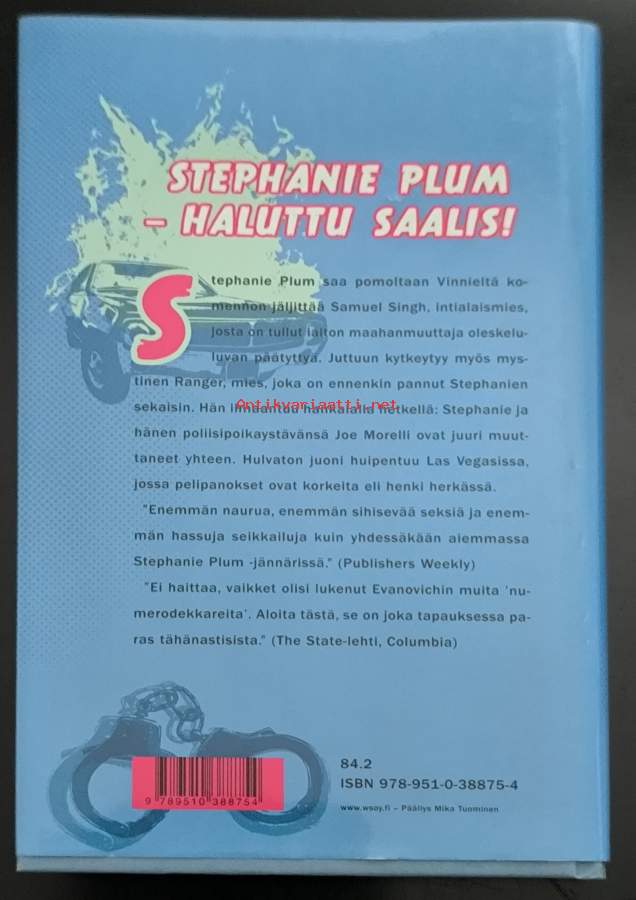 STEPHANIE PLUM
– HALUTTU SAALIS!
Stephanie Plum saa pomoltaan Vinnieltä ko-
mennon jäljittää Samuel Singh, intialaismies,
josta on tullut laiton maahanmuuttaja oleskelu-
luvan päätyttyä. Juttuun kytkeytyy myös mys-
tinen Ranger, mies, joka on ennenkin pannut Stephanien
sekaisin. Hän ilmaantuu hankalalla hetkellä: Stephanie ja
Antikvariaatti.net
hänen poliisipoikaystävänsä Joe Morelli ovat juuri muut-
taneet yhteen. Hulvaton juoni huipentuu Las Vegasissa,
jossa pelipanokset ovat korkeita eli henki herkässä.
"Enemmän naurua, enemmän sihisevää seksiä ja enem-
män hassuja seikkailuja kuin yhdessäkään aiemmassa
Stephanie Plum -jännärissä." (Publishers Weekly)
"Ei haittaa, vaikket olisi lukenut Evanovichin muita 'nu-
merodekkareita'. Aloita tästä, se on joka tapauksessa pa-
ras tähänastisista." (The State-lehti, Columbia)
84.2
ISBN 978-951-0-38875-4
www.wsoy.fi – Päällys Mika Tuominen
9 789510 388754